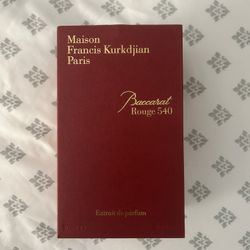 Maison
Francis Kurkdjian
Paris
Baccarat
Rouge 540
Extrait de parfum